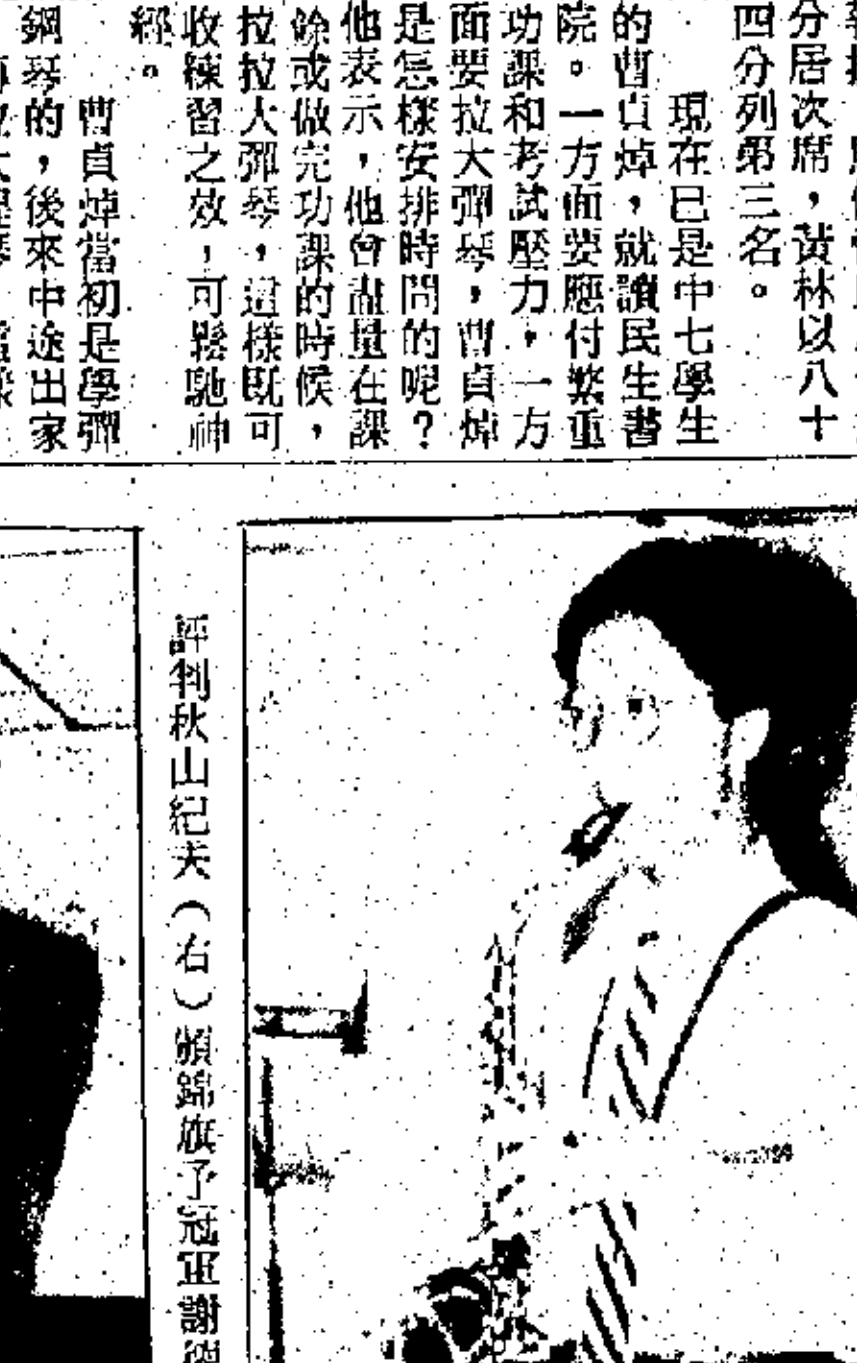 分居次席，黃林以八十
四分列第三名。
現在已是中七學生
的曹貞焯，就讀民生書
院。一方面要應付繁重
功課和考試壓力，一方
面要拉大彈琴，曹貞焯
是怎樣安排時間的呢？
他表示，他會盡量在課
餘或做完功課的時候，
拉拉大彈琴，這樣既可
收練習之效，可鬆馳神
經。
曹貞焯當初是學彈
鋼琴的，後來中途出家
評判秋山紀夫（右）頒錦旗予冠軍謝